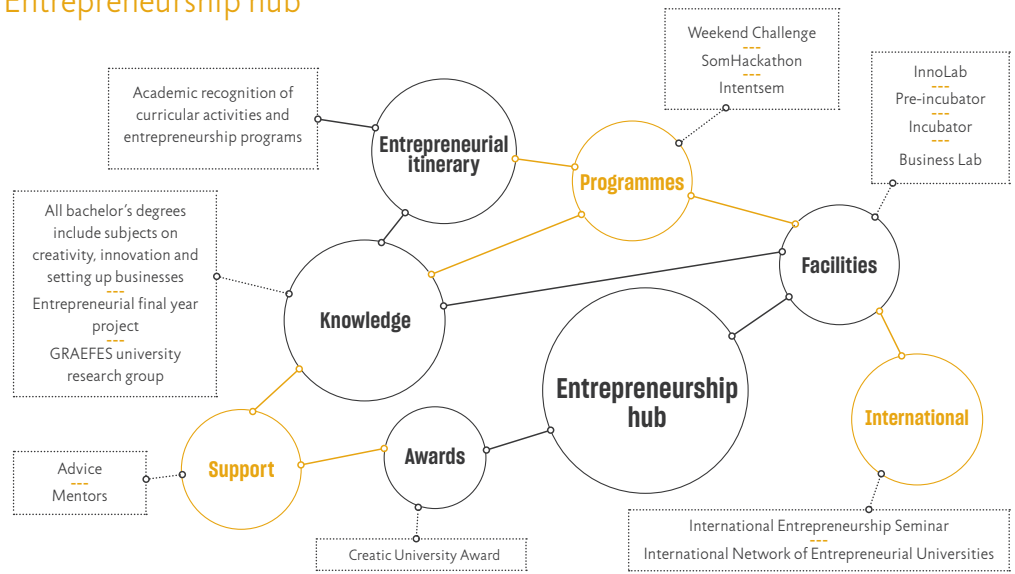 Entrepreneurship hub
Weekend Challenge
SomHackathon
Intentsem
InnoLab
Pre-incubator
Incubator
Business Lab
Academic recognition of
curricular activities and
entrepreneurship programs
Entrepreneurial
itinerary
Programmes
All bachelor's degrees
include subjects on
creativity, innovation and
setting up businesses
Entrepreneurial final year
project
GRAEFES university
research group
Knowledge
Facilities
Entrepreneurship
hub
International
Support
Awards
Advice
Mentors
Creatic University Award
International Entrepreneurship Seminar
International Network of Entrepreneurial Universities